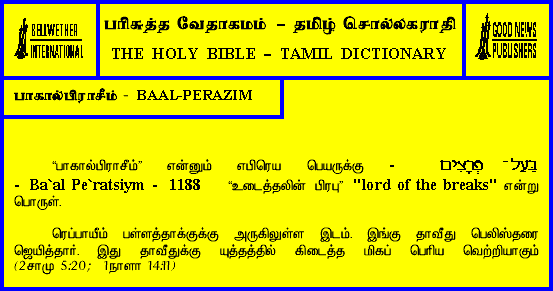 BELLWETHER
INTERNATIONAL
பரிசுத்த வேதாகமம் – தமிழ் சொல்லகராதி
THE HOLY BIBLE – TAMIL DICTIONARY
GOOD NEWS
PUBLISHERS
பாகால்பிராசீம் - BAAL-PERAZIM
“பாகால்பிராசீம்” என்னும் எபிரெய பெயருக்கு - בַּעַל־ פְּרָצִים
- Ba`al Pe`ratsiym - 1188 “உடைத்தலின் பிரபு” "lord of the breaks" என்று
பொருள்.
ரெப்பாயீம் பள்ளத்தாக்குக்கு அருகிலுள்ள இடம். இங்கு தாவீது பெலிஸ்தரை
ஜெயித்தார். இது தாவீதுக்கு யுத்தத்தில் கிடைத்த மிகப் பெரிய வெற்றியாகும்
(2சாமு 5:20; 1நாளா 14:11)